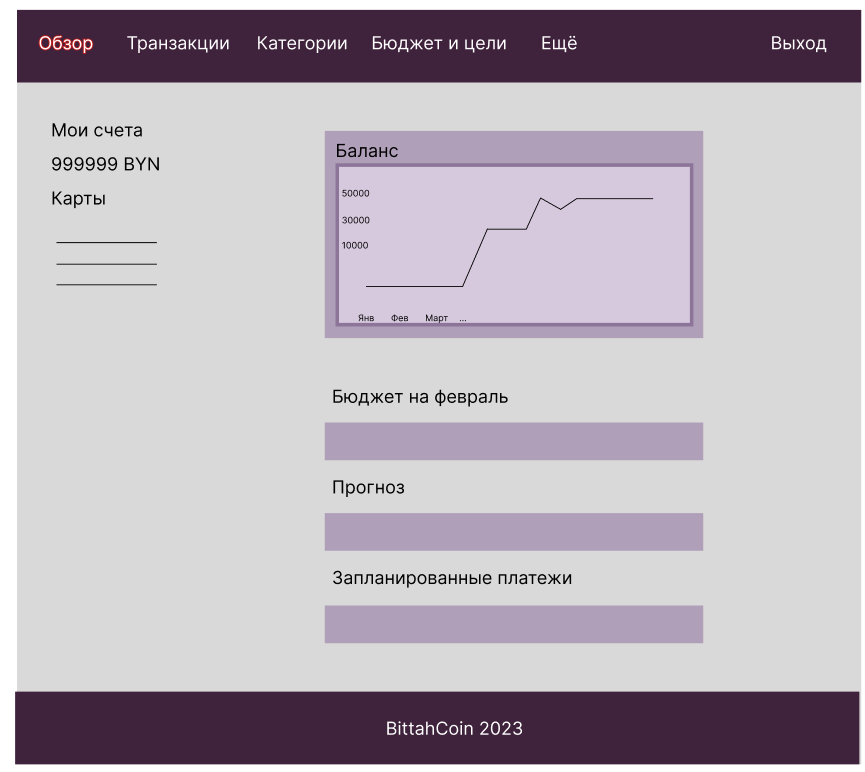 Обзор Транзакции Категории Бюджет и цели Ещё Выход
Мои счета
999999 BYN
Карты
Баланс
50000
30000
10000
Янв Фев Март ...
Бюджет на февраль
Прогноз
Запланированные платежи
BittahCoin 2023